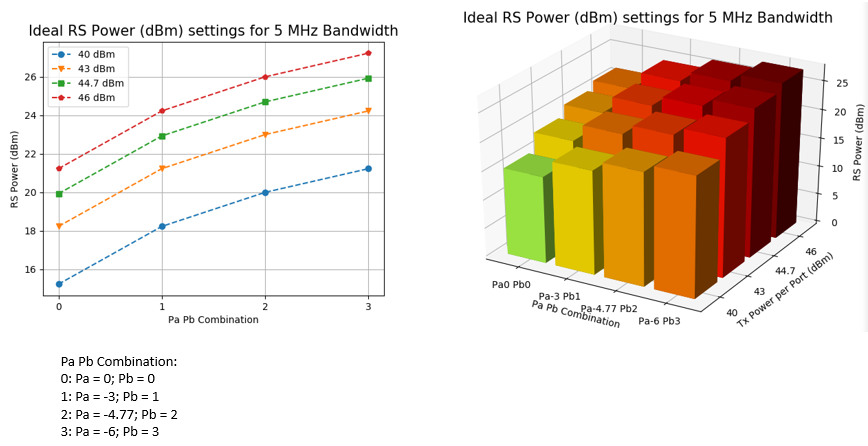 Ideal RS Power (dBm) settings for 5 MHz Bandwidth
40 dBm
43 dBm
44.7 dBm
46 dBm
RS Power (dBm)
26
24
22
20
18
16
0 1 2 3
Pa Pb Combination
Ideal RS Power (dBm) settings for 5 MHz Bandwidth
25
20
15
10
5
0
RS Power (dBm)
Pa0 Pb0
Pa-3 Pb1
Pa-4.77 Pb2
Pa-6 Pb3
Pa Pb Combination
40
43
44.7
46
Tx Power per Port (dBm)
Pa Pb Combination:
0: Pa = 0; Pb = 0
1: Pa = -3; Pb = 1
2: Pa = -4.77; Pb = 2
3: Pa = -6; Pb = 3